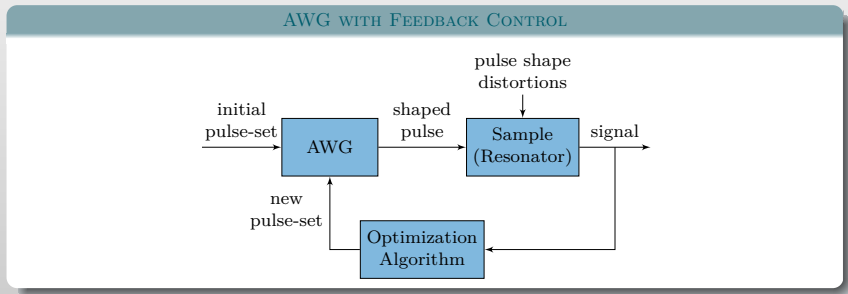 AWG WITH FEEDBACK CONTROL
pulse shape
distortions
initial
pulse-set
AWG
shaped
pulse
Sample
(Resonator)
signal
new
pulse-set
Optimization
Algorithm